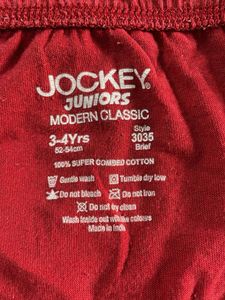 JOCKEY®
JUNIORS
MODERN CLASSIC
3-4Yrs
52-54cm
Style
3035
Brief
100% SUPER COMBED COTTON
Gentle wash
Tumble dry low
Do not bleach
Do not iron
Do not dry clean
Wash inside out with like colours
Made in India